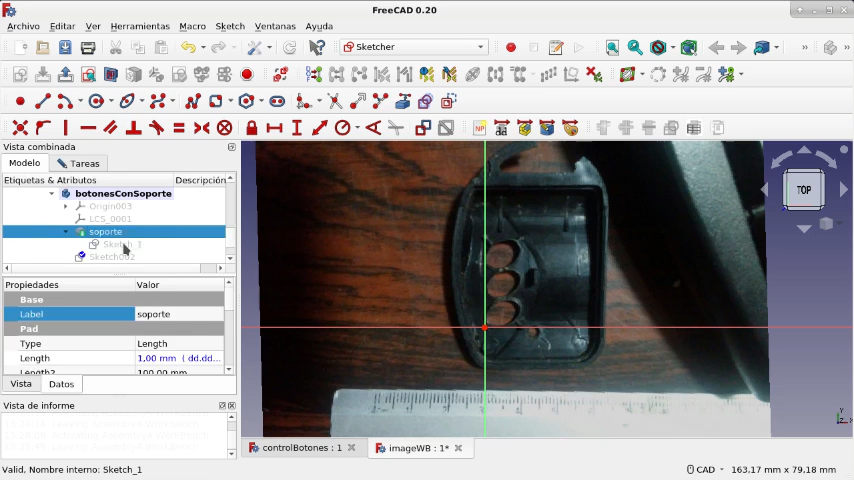 FreeCAD 0.20
Archivo Editar Ver Herramientas Macro Sketch Ventanas Ayuda
Sketcher
Vista combinada
Modelo Tareas
Etiquetas & Atributos Descripción
botonesConSoporte
Origin003
LCS_0001
soporte
Sketch_1
Sketch002
Propiedades Valor
Base
Label soporte
Pad
Type Length
Length 1,00 mm ( dd.dd...
Length2 100,00 mm
Vista Datos
Vista de informe
controlBotones : 1 imageWB : 1*
TOP
Valid, Nombre interno: Sketch_1
CAD 163.17 mm x 79,18 mm